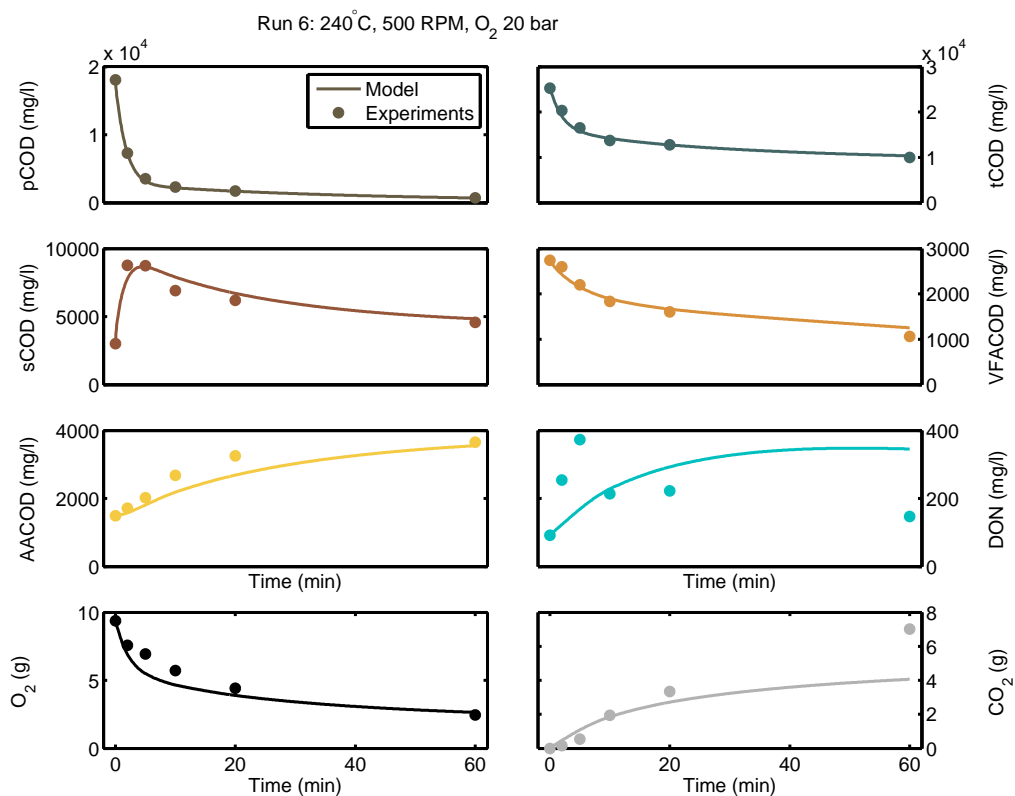 Run 6: 240°C, 500 RPM, O2 20 bar
x 10^4
pCOD (mg/l)
2
1
0
Model
Experiments
x 10^4
3
2
1
0
tCOD (mg/l)
sCOD (mg/l)
10000
5000
0
3000
2000
1000
0
VFACOD (mg/l)
AACOD (mg/l)
4000
2000
0
Time (min)
400
200
0
DON (mg/l)
Time (min)
O2 (g)
10
5
0
0 20 40 60
Time (min)
8
6
4
2
0
CO2 (g)
0 20 40 60
Time (min)